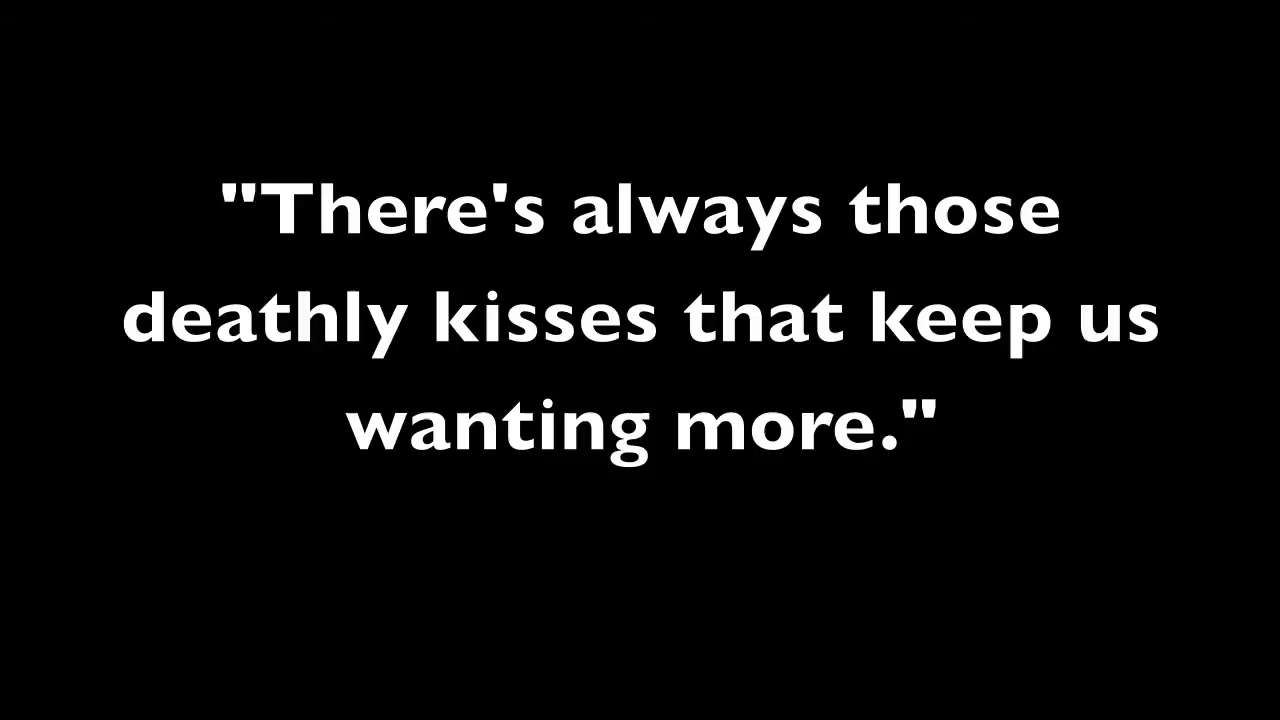 "There's always those
deathly kisses that keep us
wanting more."